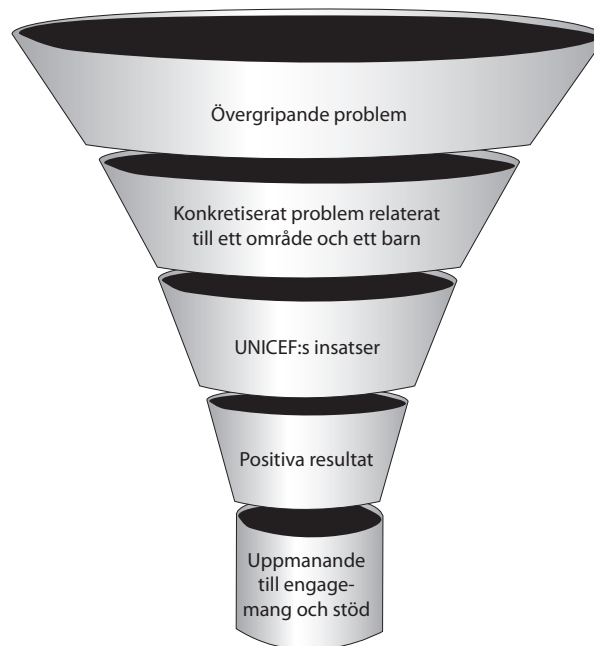 Övergripande problem
Konkretiserat problem relaterat
till ett område och ett barn
UNICEF:s insatser
Positiva resultat
Uppmanande
till engage-
mang och stöd